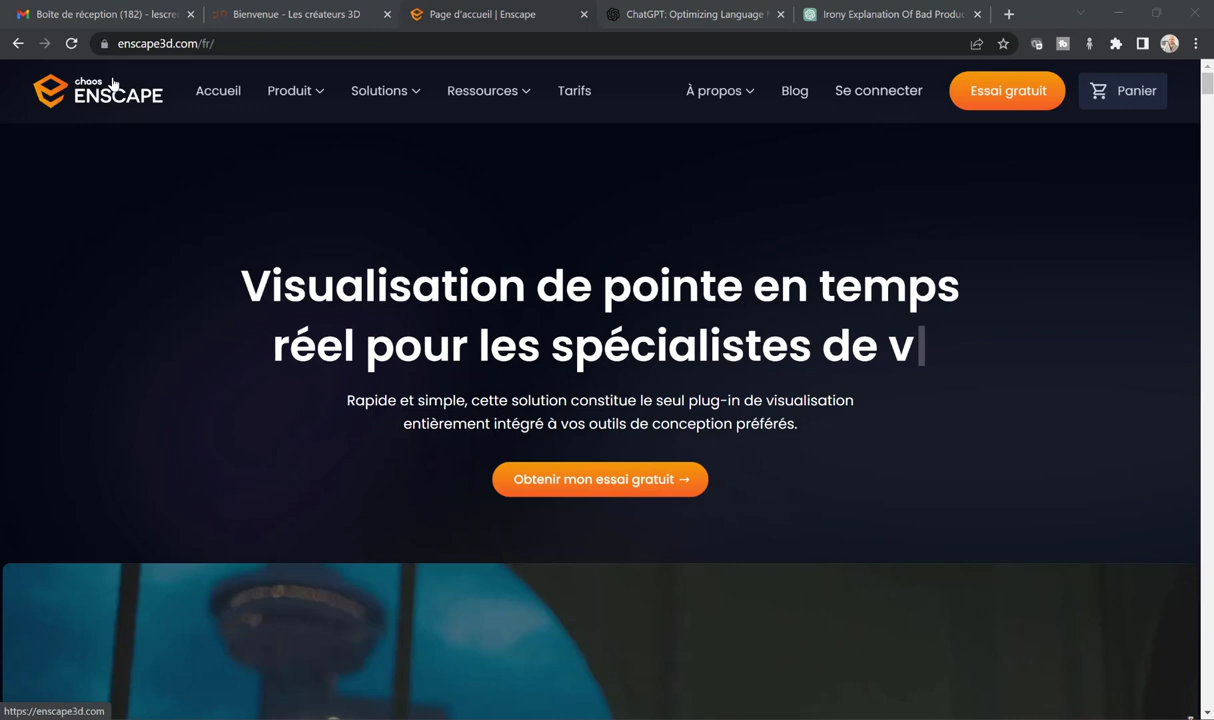 Boîte de réception (182) - lescre
Bienvenue - Les créateurs 3D
Page d'accueil | Enscape
ChatGPT: Optimizing Language
Irony Explanation Of Bad Produc
enscape3d.com/fr/
chaos
ENSCAPE
Accueil
Produit
Solutions
Ressources
Tarifs
À propos
Blog
Se connecter
Essai gratuit
Panier
Visualisation de pointe en temps
réel pour les spécialistes de v
Rapide et simple, cette solution constitue le seul plug-in de visualisation
entièrement intégré à vos outils de conception préférés.
Obtenir mon essai gratuit →
https://enscape3d.com